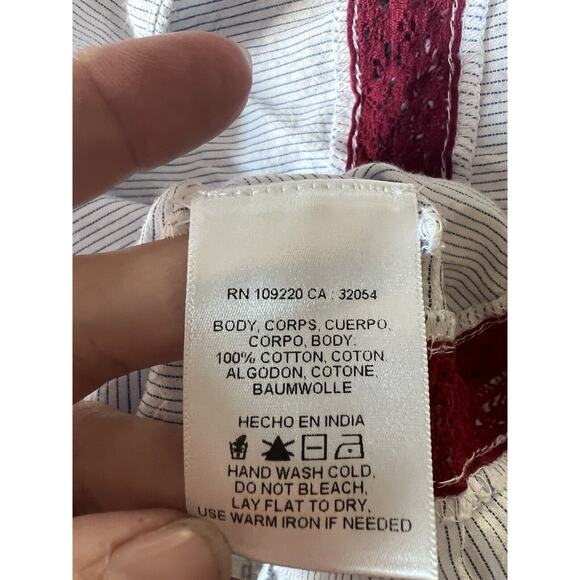 RN 109220 CA : 32054
BODY, CORPS, CUERPO,
CORPO, BODY:
100% COTTON, COTON
ALGODON, COTONE,
BAUMWOLLE
HECHO EN INDIA
HAND WASH COLD,
DO NOT BLEACH,
LAY FLAT TO DRY,
USE WARM IRON IF NEEDED